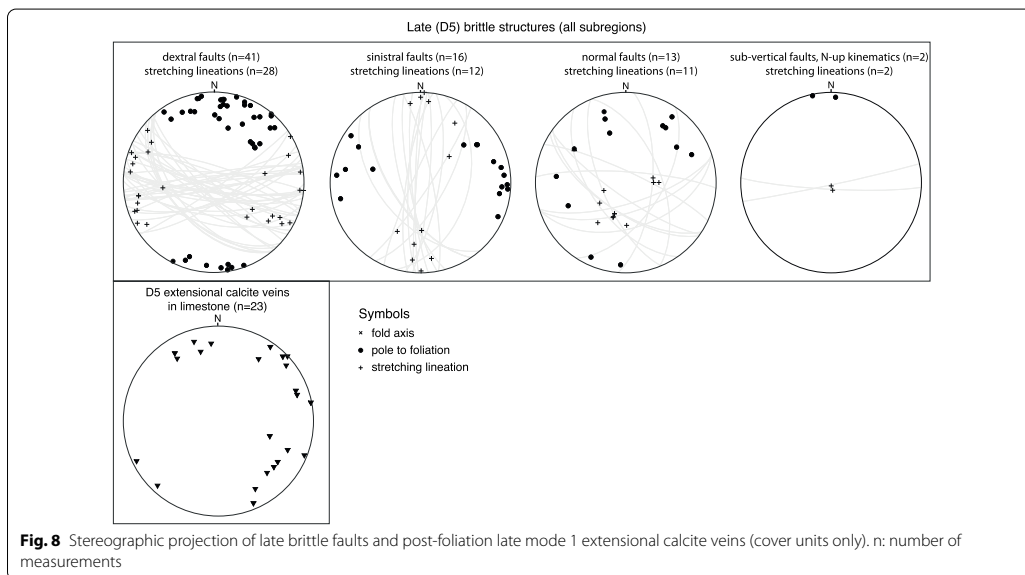 Late (D5) brittle structures (all subregions)
dextral faults (n=41)
stretching lineations (n=28)
N
sinistral faults (n=16)
stretching lineations (n=12)
N
normal faults (n=13)
stretching lineations (n=11)
N
sub-vertical faults, N-up kinematics (n=2)
stretching lineations (n=2)
N
D5 extensional calcite veins
in limestone (n=23)
N
Symbols
fold axis
pole to foliation
stretching lineation
Fig. 8 Stereographic projection of late brittle faults and post-foliation late mode 1 extensional calcite veins (cover units only). n: number of
measurements